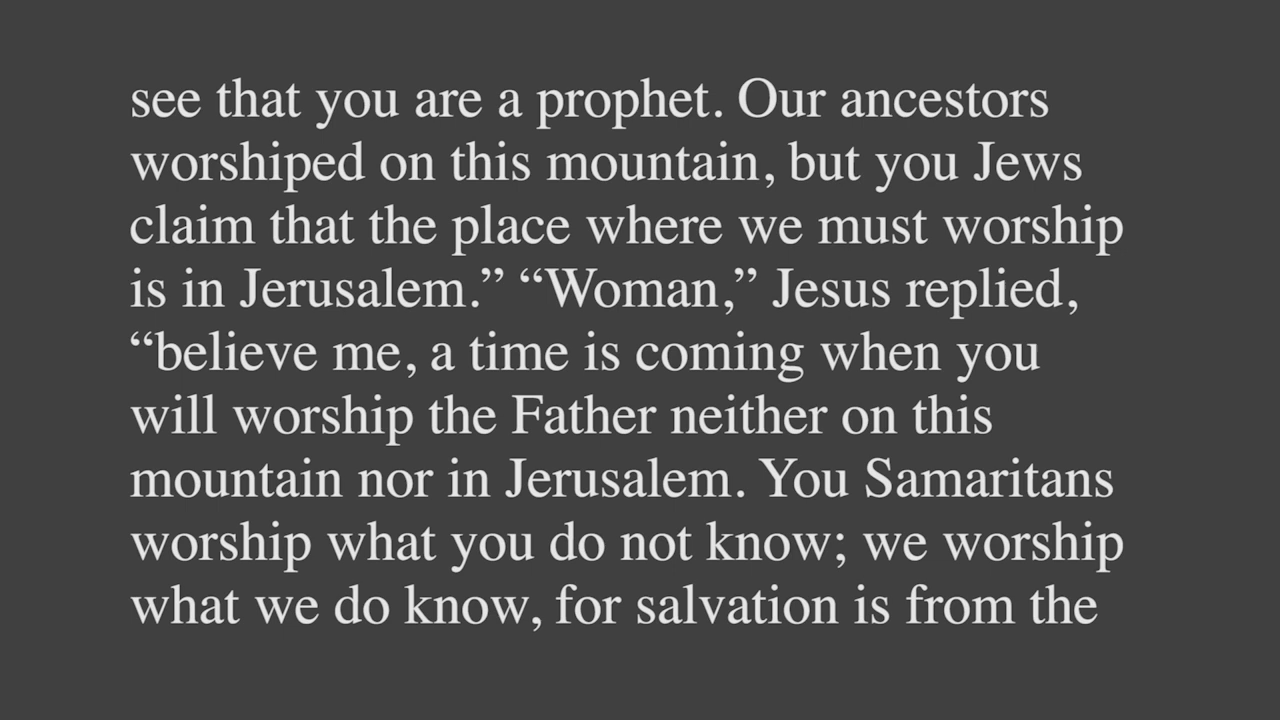 see that you are a prophet. Our ancestors
worshiped on this mountain, but you Jews
claim that the place where we must worship
is in Jerusalem.” “Woman,” Jesus replied,
“believe me, a time is coming when you
will worship the Father neither on this
mountain nor in Jerusalem. You Samaritans
worship what you do not know; we worship
what we do know, for salvation is from the